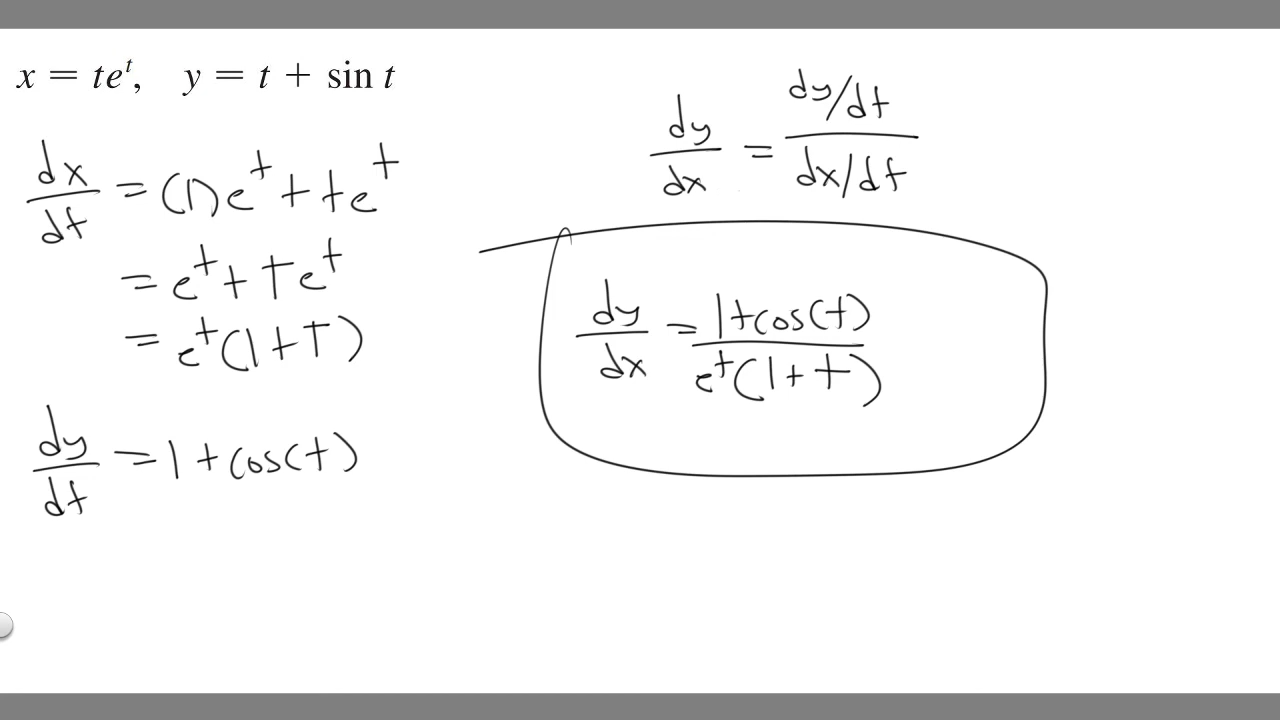 x = te^t, y = t + sin t
dx/dt = (1)e^t + te^t
= e^t + te^t
= e^t(1+t)
dy/dt = 1 + cos(t)
dy/dx = (dy/dt)/(dx/dt)
dy/dx = (1+cos(t))/(e^t(1+t))